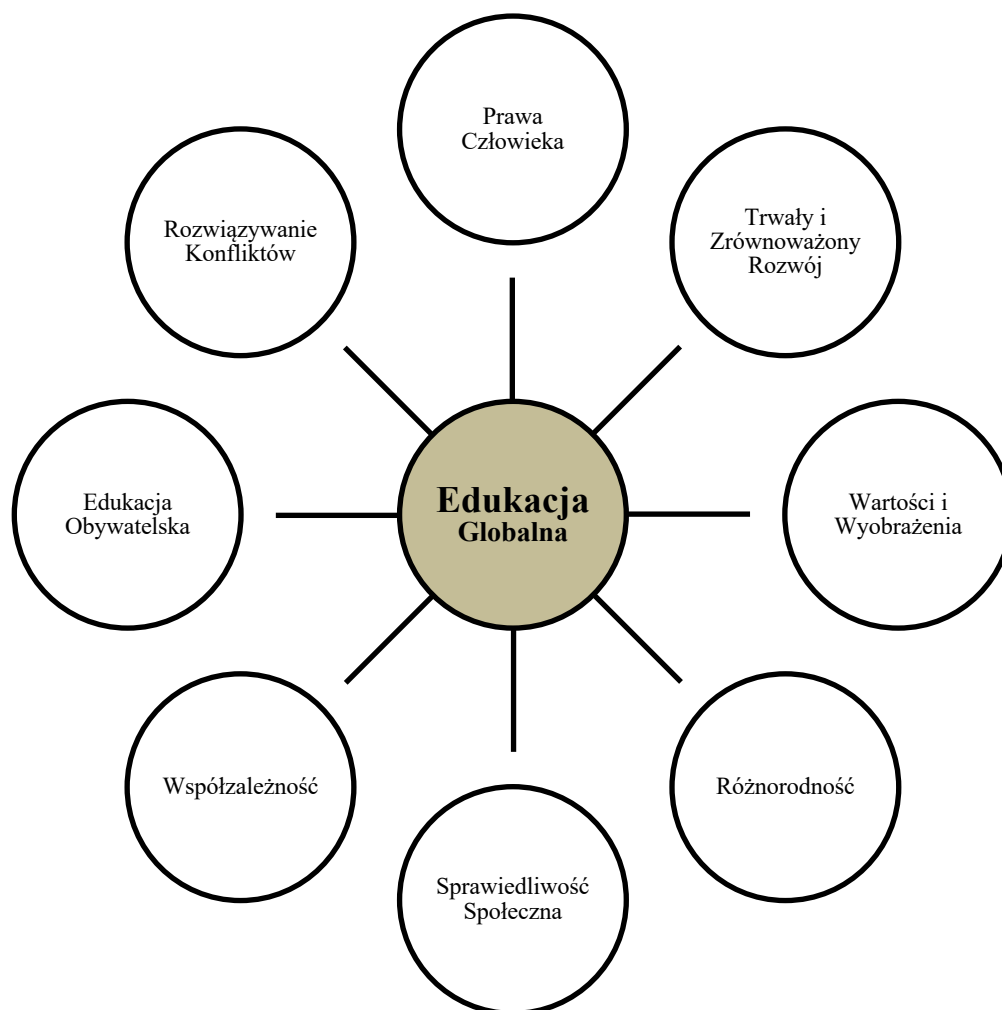 Prawa
Człowieka
Rozwiązywanie
Konfliktów
Trwały i
Zrównoważony
Rozwój
Edukacja
Obywatelska
Edukacja
Globalna
Wartości i
Wyobrażenia
Współzależność
Różnorodność
Sprawiedliwość
Społeczna